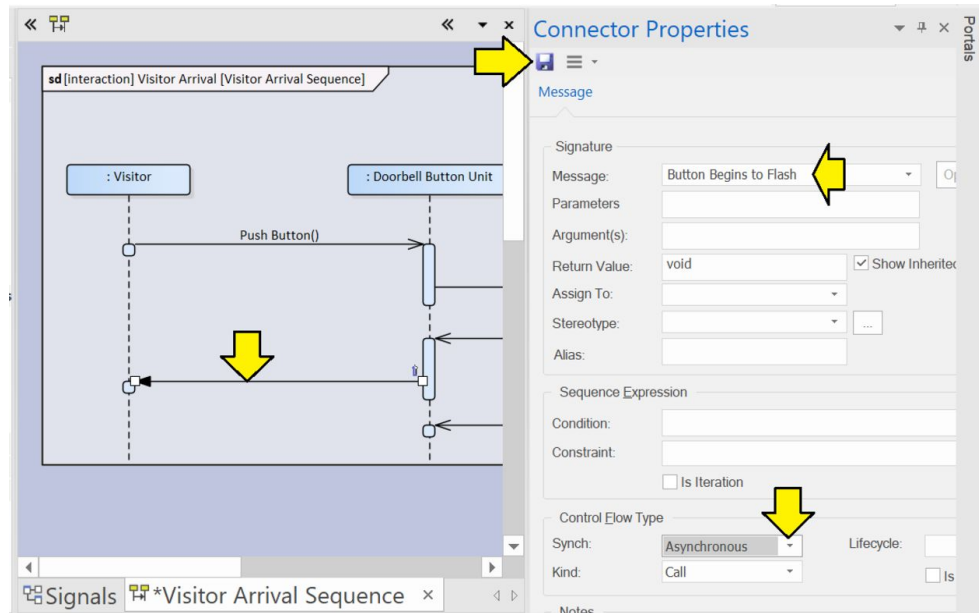 Connector Properties
Portals
sd [interaction] Visitor Arrival [Visitor Arrival Sequence]
Message
: Visitor
: Doorbell Button Unit
Push Button()
Signature
Message: Button Begins to Flash Op
Parameters
Argument(s):
Return Value: void Show Inherited
Assign To:
Stereotype: ...
Alias:
Sequence Expression
Condition:
Constraint:
Is Iteration
Control Flow Type
Synch: Asynchronous Lifecycle:
Kind: Call Is
Notes
Signals *Visitor Arrival Sequence